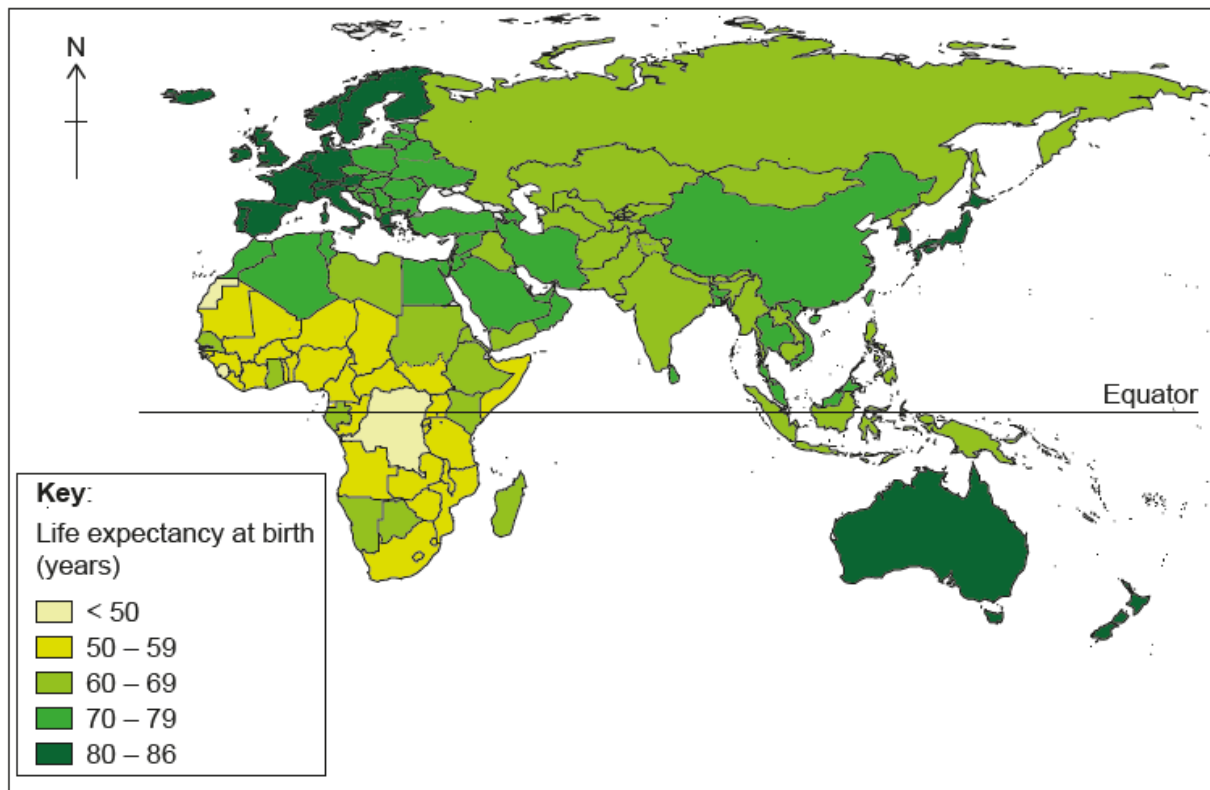 N
Equator
Key:
Life expectancy at birth
(years)
< 50
50 – 59
60 – 69
70 – 79
80 – 86